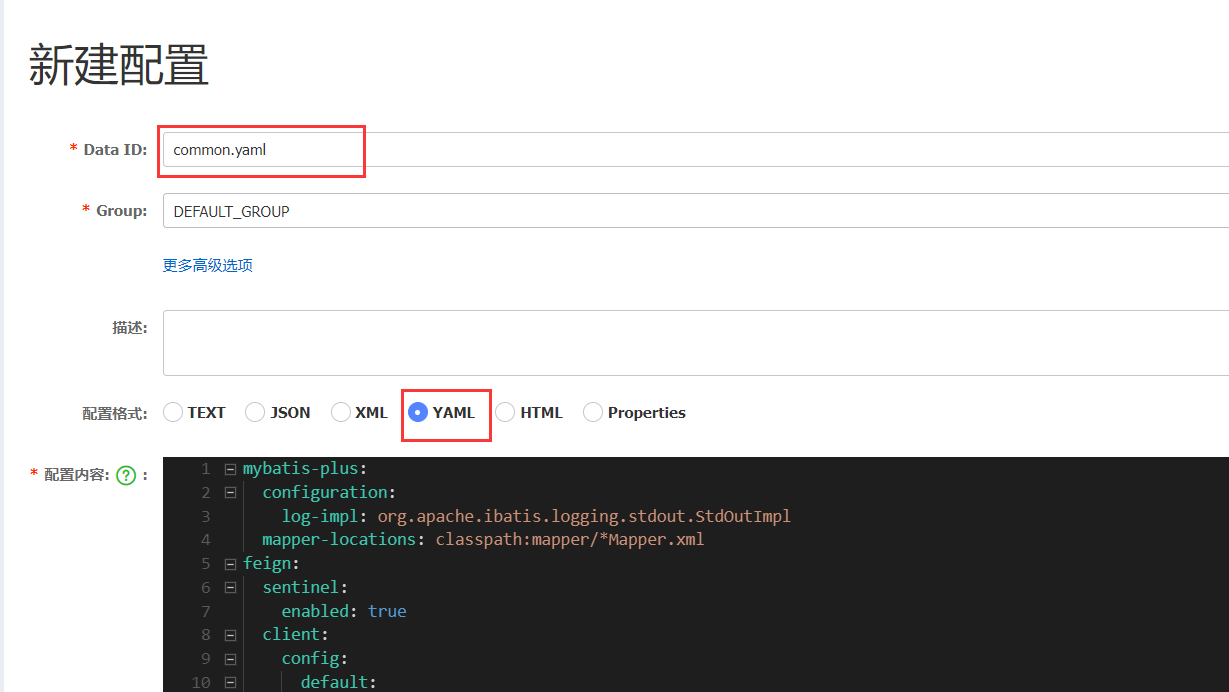 新建配置
* Data ID: common.yaml
* Group: DEFAULT_GROUP
更多高级选项
描述:
配置格式: TEXT JSON XML YAML HTML Properties
* 配置内容: ? :
1 mybatis-plus:
2 configuration:
3 log-impl: org.apache.ibatis.logging.stdout.StdOutImpl
4 mapper-locations: classpath:mapper/*Mapper.xml
5 feign:
6 sentinel:
7 enabled: true
8 client:
9 config:
10 default: